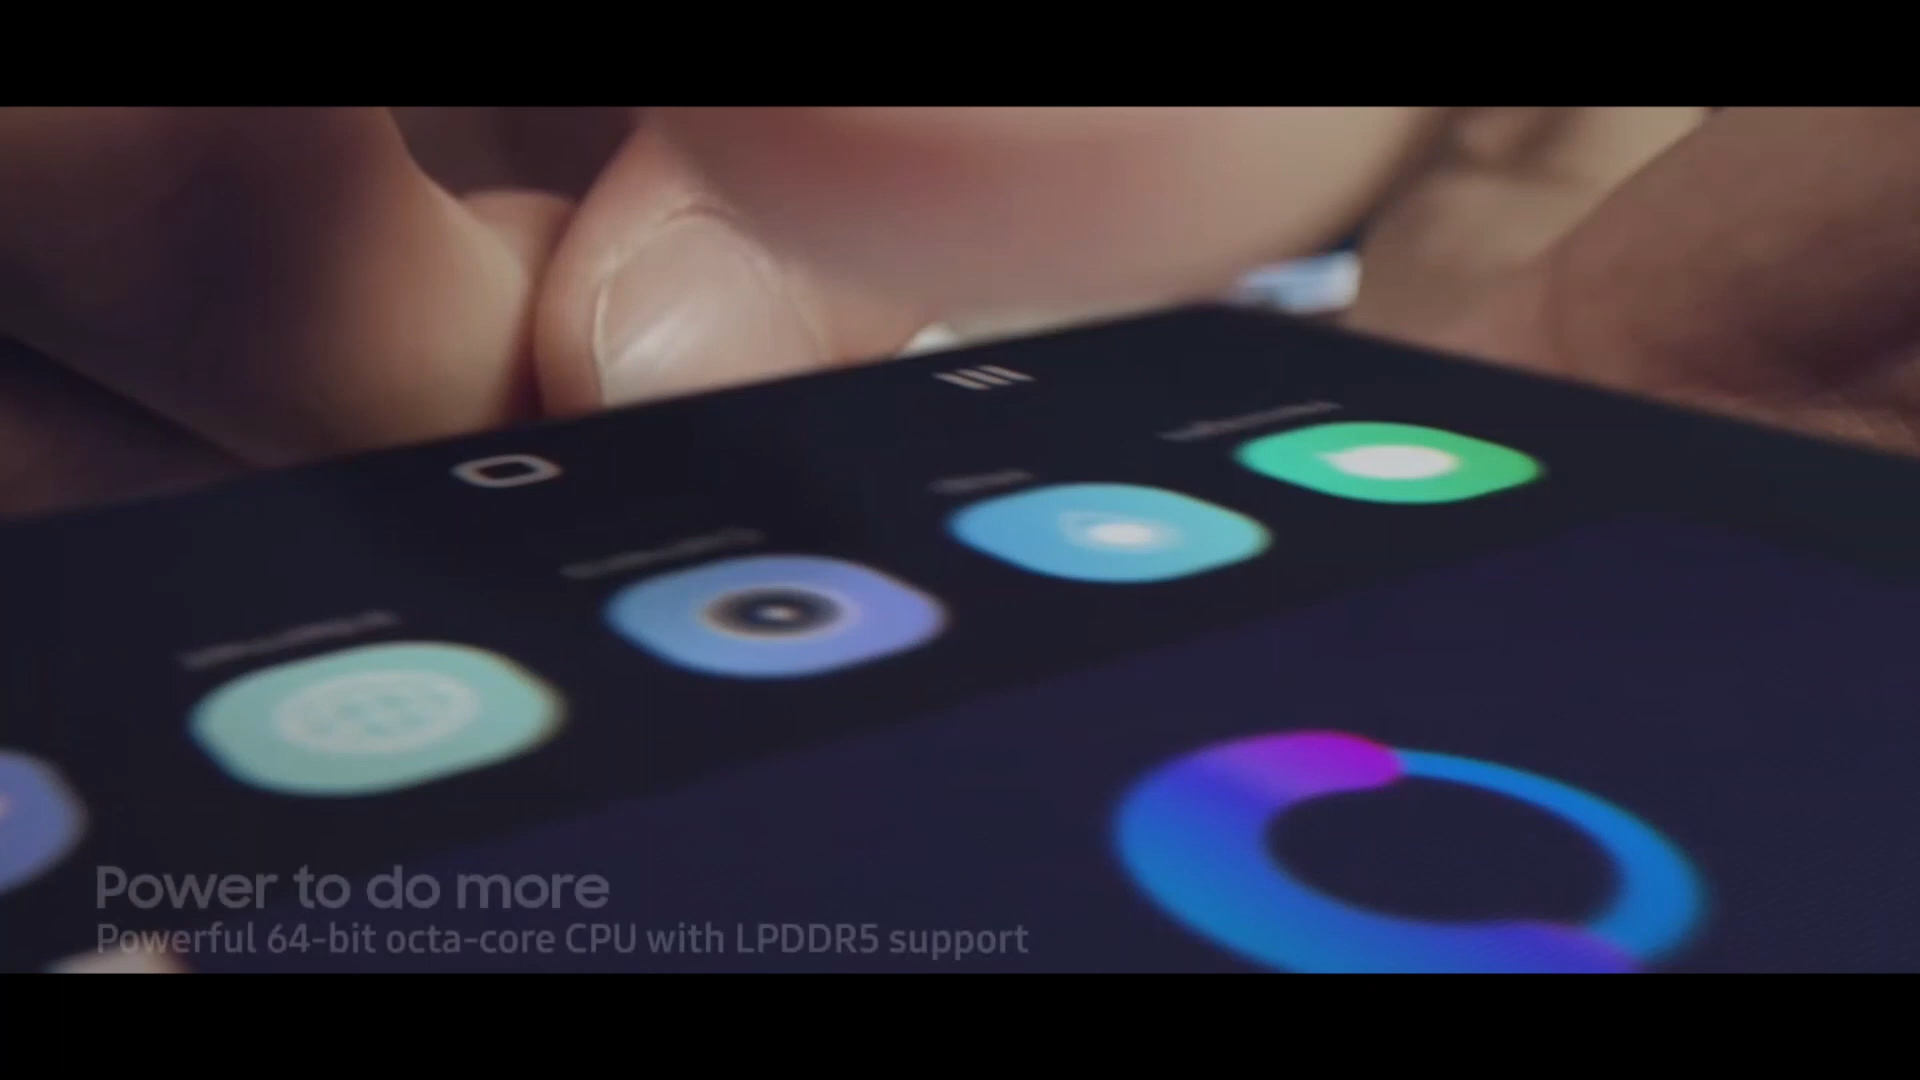 Power to do more
Powerful 64-bit octa-core CPU with LPDDR5 support